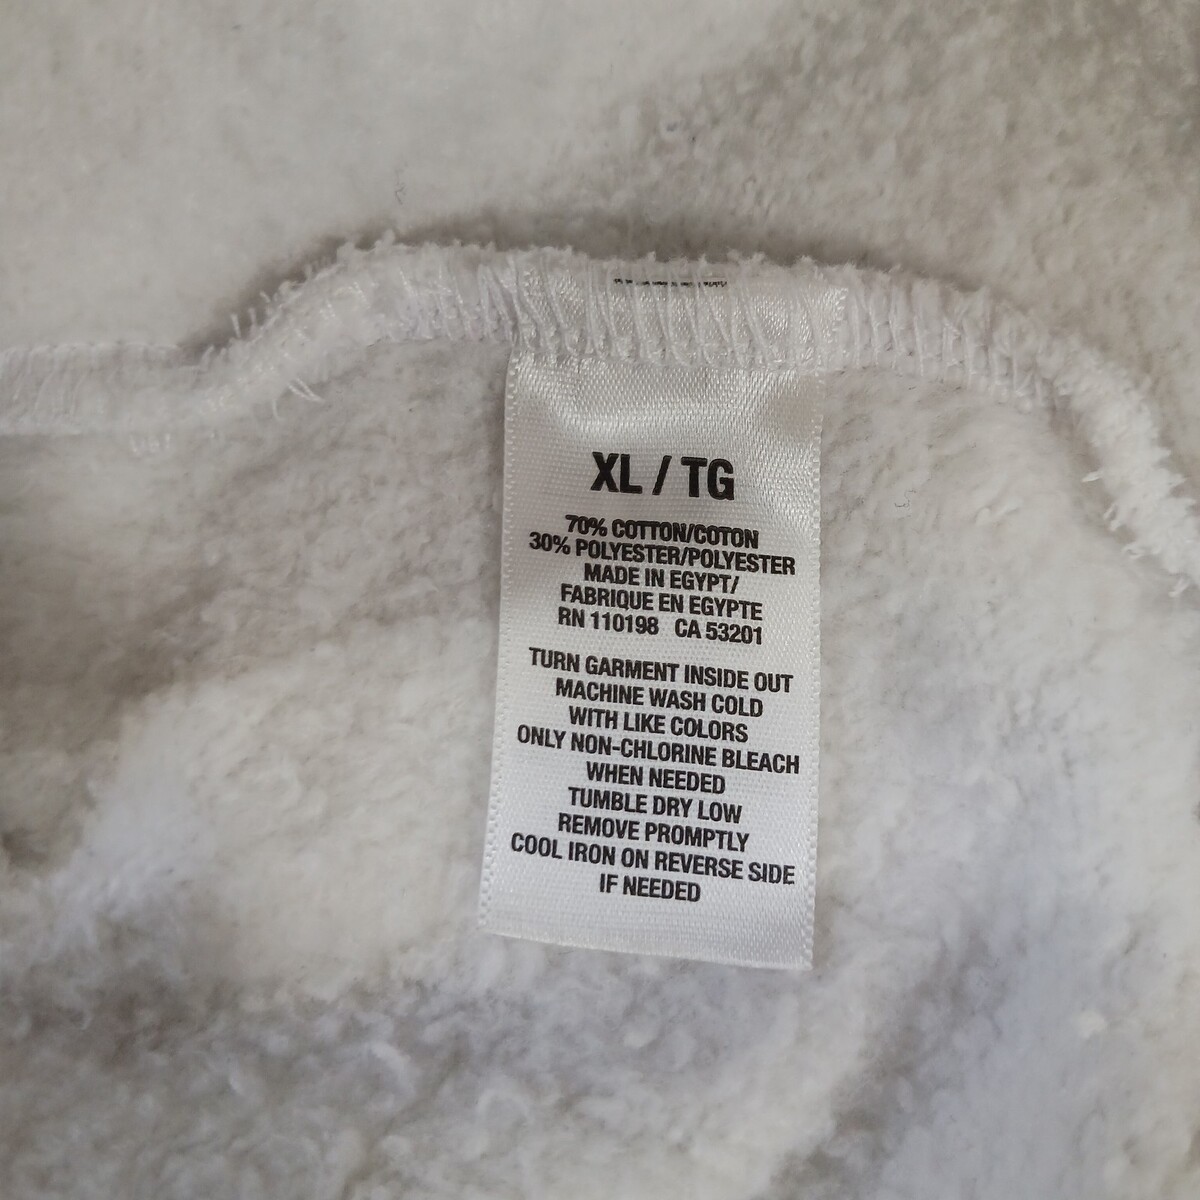 XL / TG
70% COTTON/COTON
30% POLYESTER/POLYESTER
MADE IN EGYPT/
FABRIQUE EN EGYPTE
RN 110198 CA 53201
TURN GARMENT INSIDE OUT
MACHINE WASH COLD
WITH LIKE COLORS
ONLY NON-CHLORINE BLEACH
WHEN NEEDED
TUMBLE DRY LOW
REMOVE PROMPTLY
COOL IRON ON REVERSE SIDE
IF NEEDED